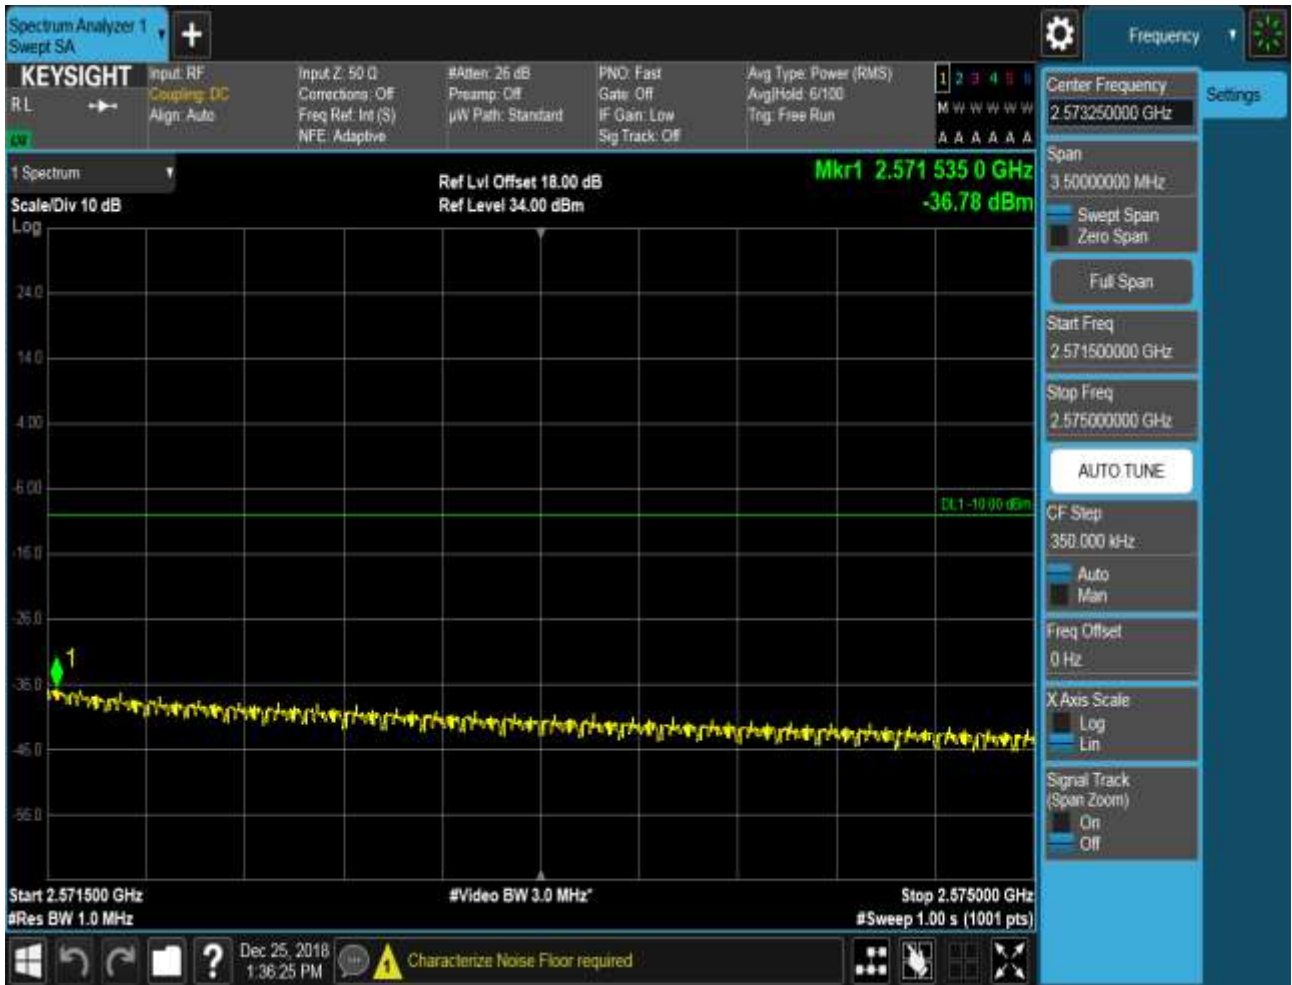 Spectrum Analyzer 1
Swept SA
+
Frequency
KEYSIGHT
RL
Input: RF
Coupling: DC
Align: Auto
Input Z: 50 Ω
Corrections: Off
Freq Ref: Int (S)
NFE: Adaptive
#Atten: 26 dB
Preamp: Off
µW Path: Standard
PNO: Fast
Gate: Off
IF Gain: Low
Sig Track: Off
Avg Type: Power (RMS)
Avg|Hold: 6/100
Trig: Free Run
1 2 3 4 5 6
M W W W W W
A A A A A A
1 Spectrum
Scale/Div 10 dB
Log
Ref Lvl Offset 18.00 dB
Ref Level 34.00 dBm
Mkr1 2.571 535 0 GHz
-36.78 dBm
24.0
14.0
4.00
-6.00
-16.0
-26.0
-36.0
-46.0
-56.0
DL1 -10.00 dBm
1
Start 2.571500 GHz
#Res BW 1.0 MHz
#Video BW 3.0 MHz*
Stop 2.575000 GHz
#Sweep 1.00 s (1001 pts)
Center Frequency
2.573250000 GHz
Settings
Span
3.50000000 MHz
Swept Span
Zero Span
Full Span
Start Freq
2.571500000 GHz
Stop Freq
2.575000000 GHz
AUTO TUNE
CF Step
350.000 kHz
Auto
Man
Freq Offset
0 Hz
X Axis Scale
Log
Lin
Signal Track
(Span Zoom)
On
Off
?
Dec 25, 2018
1:36:25 PM
1
Characterize Noise Floor required